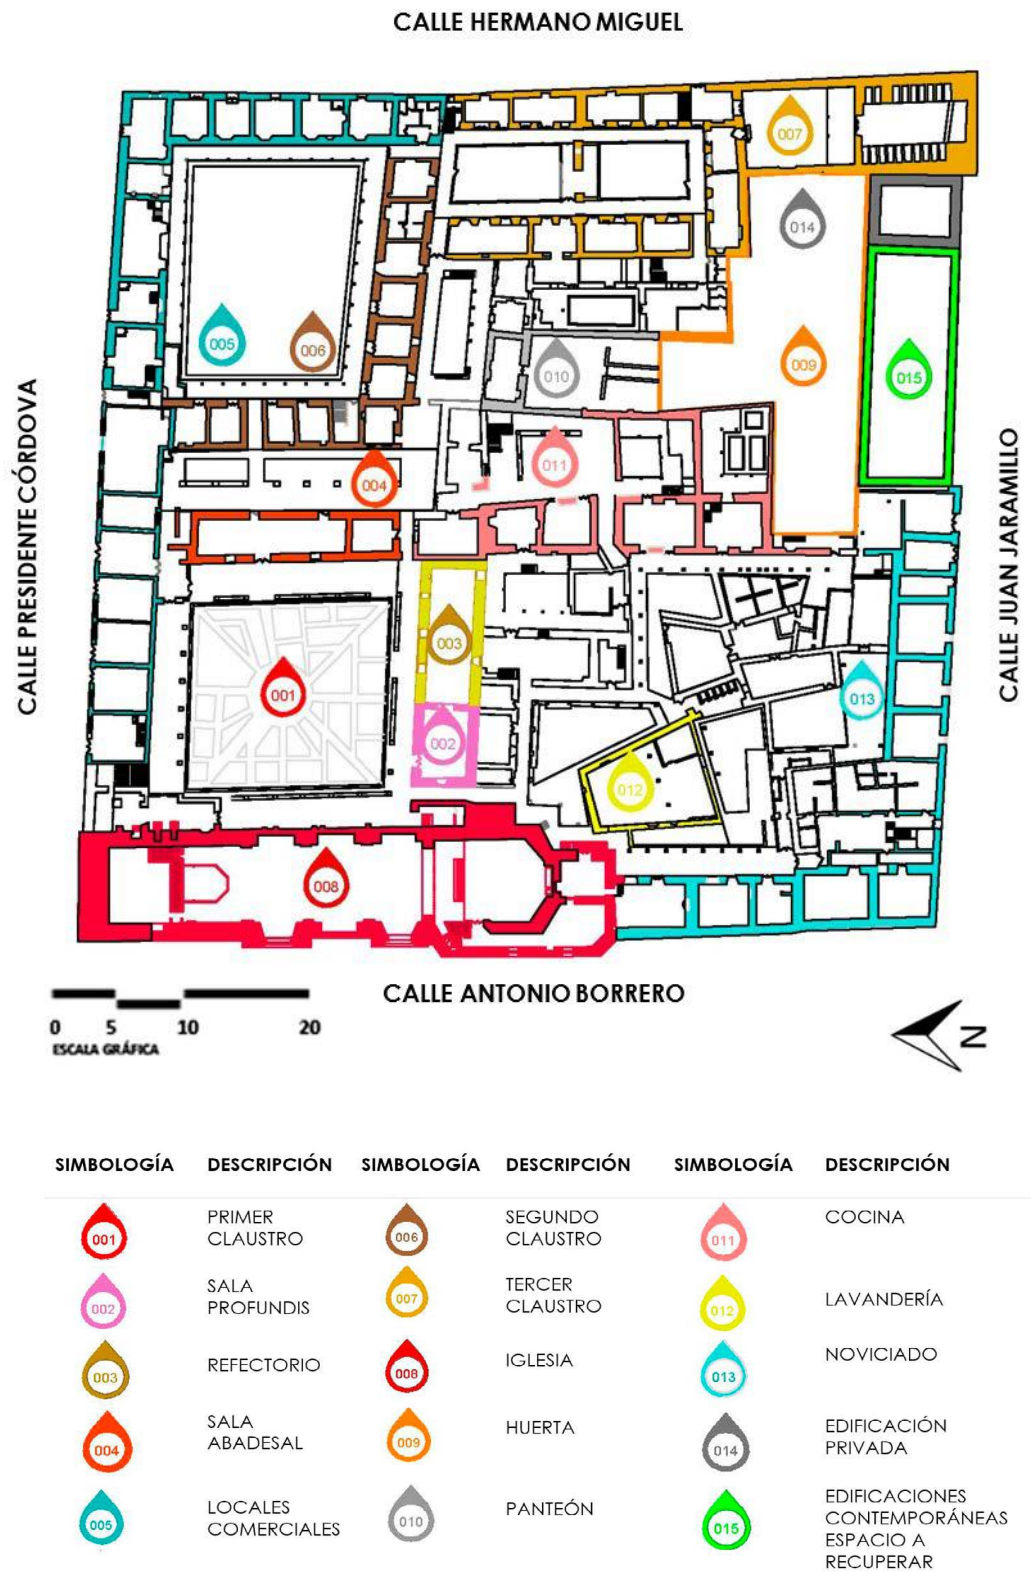 CALLE HERMANO MIGUEL
007
014
005
006
009
010
015
CALLE PRESIDENTE CÓRDOVA
011
004
CALLE JUAN JARAMILLO
003
001
013
002
012
008
CALLE ANTONIO BORRERO
0 5 10 20
ESCALA GRÁFICA
N
SIMBOLOGÍA DESCRIPCIÓN SIMBOLOGÍA DESCRIPCIÓN SIMBOLOGÍA DESCRIPCIÓN
001 PRIMER
CLAUSTRO
006 SEGUNDO
CLAUSTRO
011 COCINA
002 SALA
PROFUNDIS
007 TERCER
CLAUSTRO
012 LAVANDERÍA
003 REFECTORIO
008 IGLESIA
013 NOVICIADO
004 SALA
ABADESAL
009 HUERTA
014 EDIFICACIÓN
PRIVADA
005 LOCALES
COMERCIALES
010 PANTEÓN
015 EDIFICACIONES
CONTEMPORÁNEAS
ESPACIO A
RECUPERAR